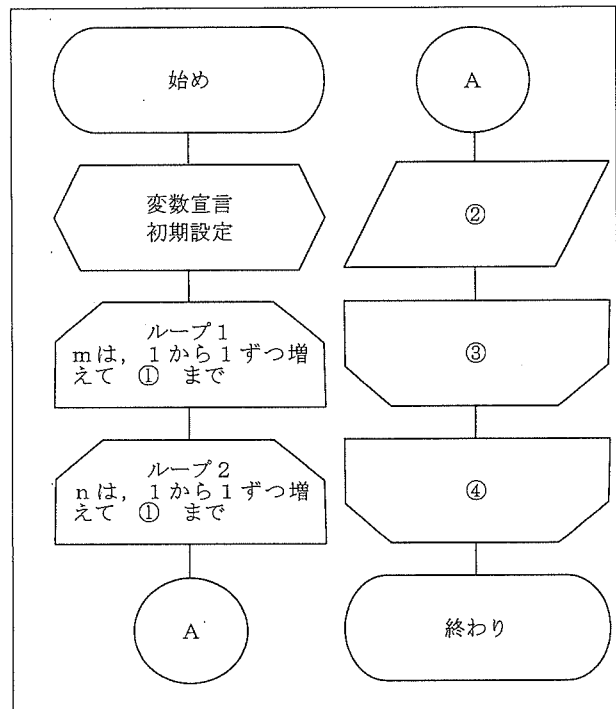 始め
変数宣言
初期設定
ループ1
mは，1から1ずつ増
えて ① まで
ループ2
nは，1から1ずつ増
えて ① まで
A
A
②
③
④
終わり